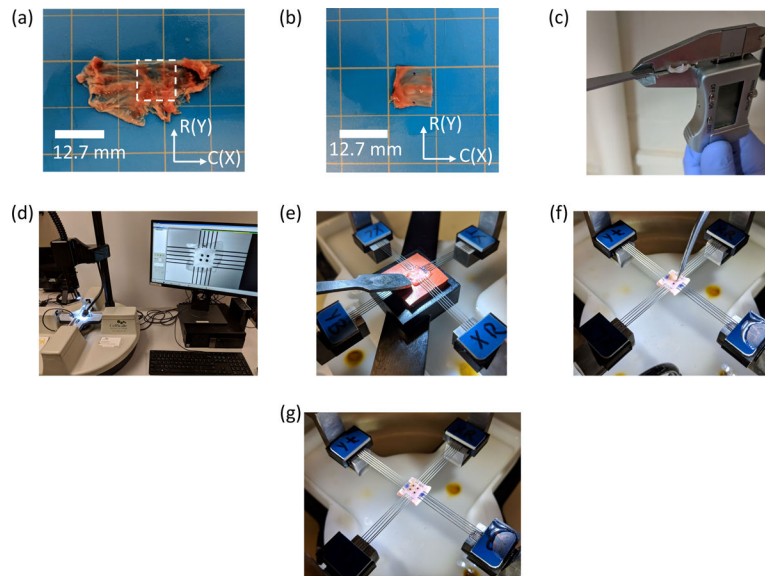 (a)
(b)
(c)
R(Y)
R(Y)
12.7 mm
C(X)
12.7 mm
C(X)
(d)
(e)
(f)
XR
(g)